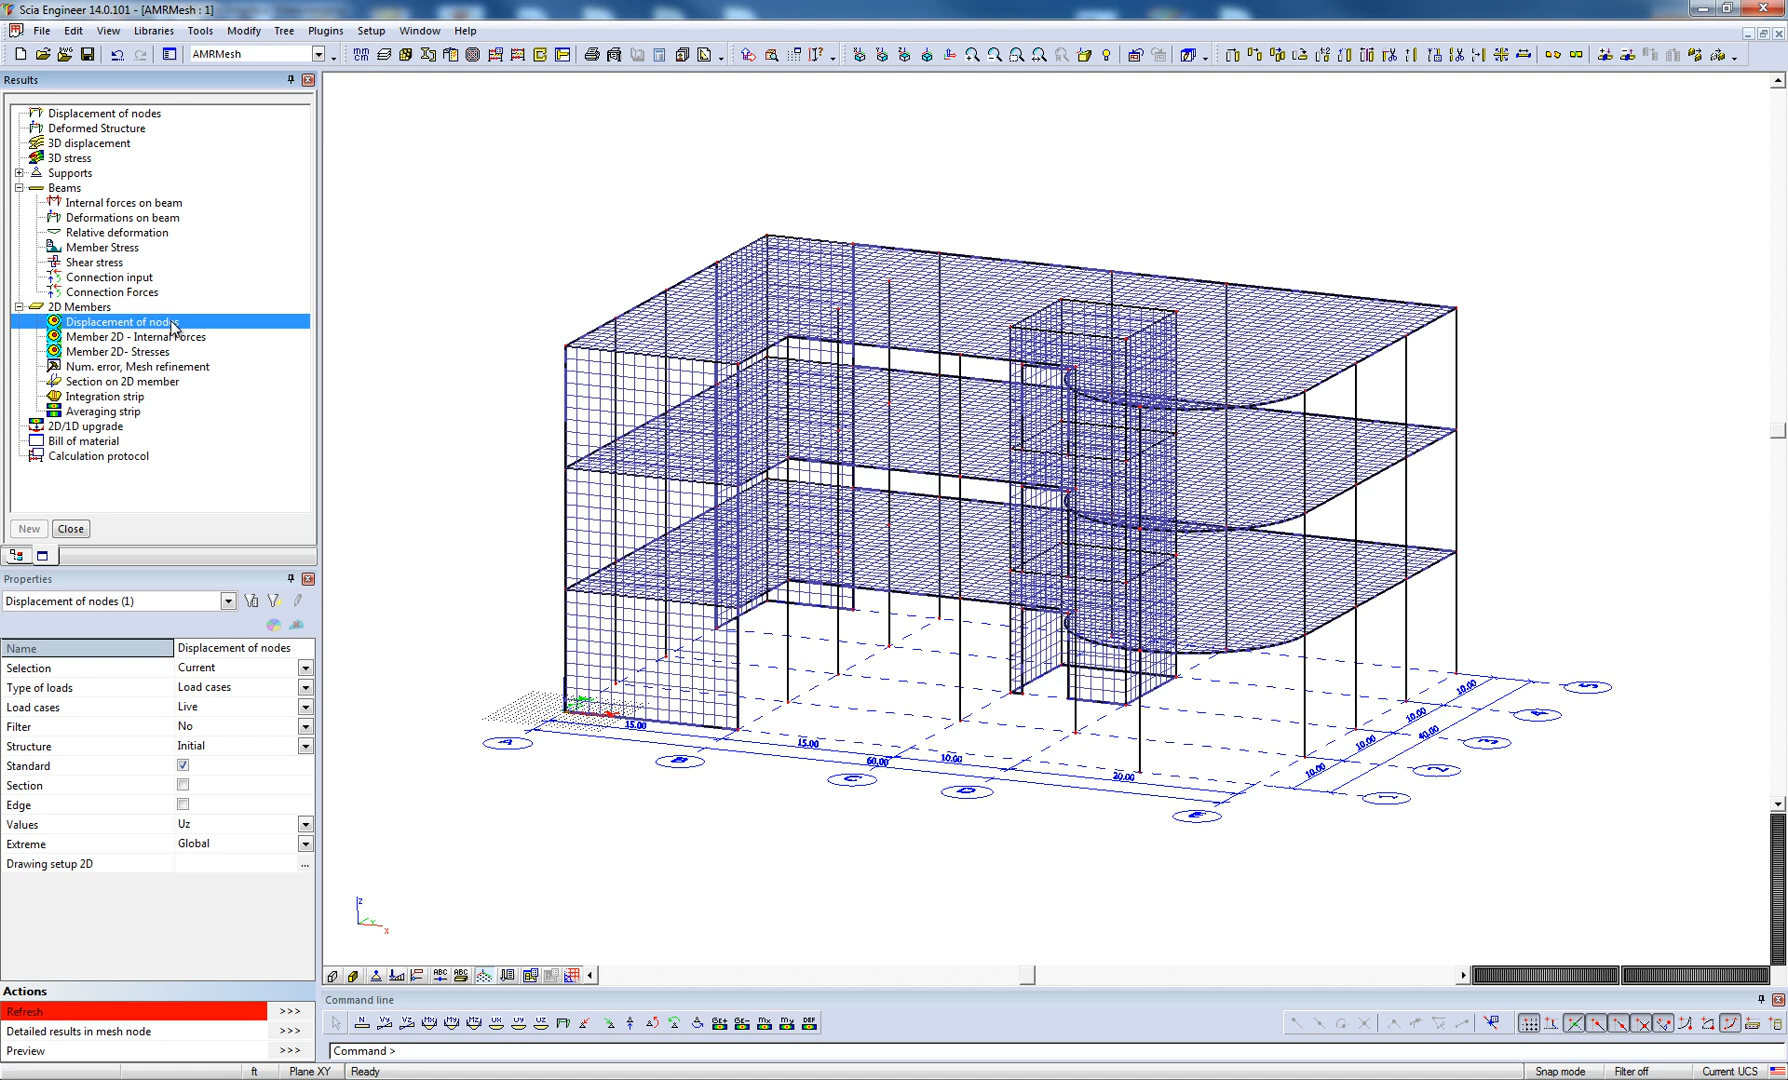 Scia Engineer 14.0.101 - [AMRMesh : 1]
File Edit View Libraries Tools Modify Tree Plugins Setup Window Help
AMRMesh
Results
Displacement of nodes
Deformed Structure
3D displacement
3D stress
Supports
Beams
Internal forces on beam
Deformations on beam
Relative deformation
Member Stress
Shear stress
Connection input
Connection Forces
2D Members
Displacement of nodes
Member 2D - Internal Forces
Member 2D- Stresses
Num. error, Mesh refinement
Section on 2D member
Integration strip
Averaging strip
2D/1D upgrade
Bill of material
Calculation protocol
New Close
Properties
Displacement of nodes (1)
Name Displacement of nodes
Selection Current
Type of loads Load cases
Load cases Live
Filter No
Structure Initial
Standard
Section
Edge
Values Uz
Extreme Global
Drawing setup 2D ...
Actions
Refresh >>>
Detailed results in mesh node >>>
Preview >>>
15.00
15.00
10.00
60.00
20.00
10.00
10.00
10.00
10.00
40.00
A
B
C
D
E
1
2
3
4
5
z
x
Command line
Command >
ft Plane XY Ready Snap mode Filter off Current UCS